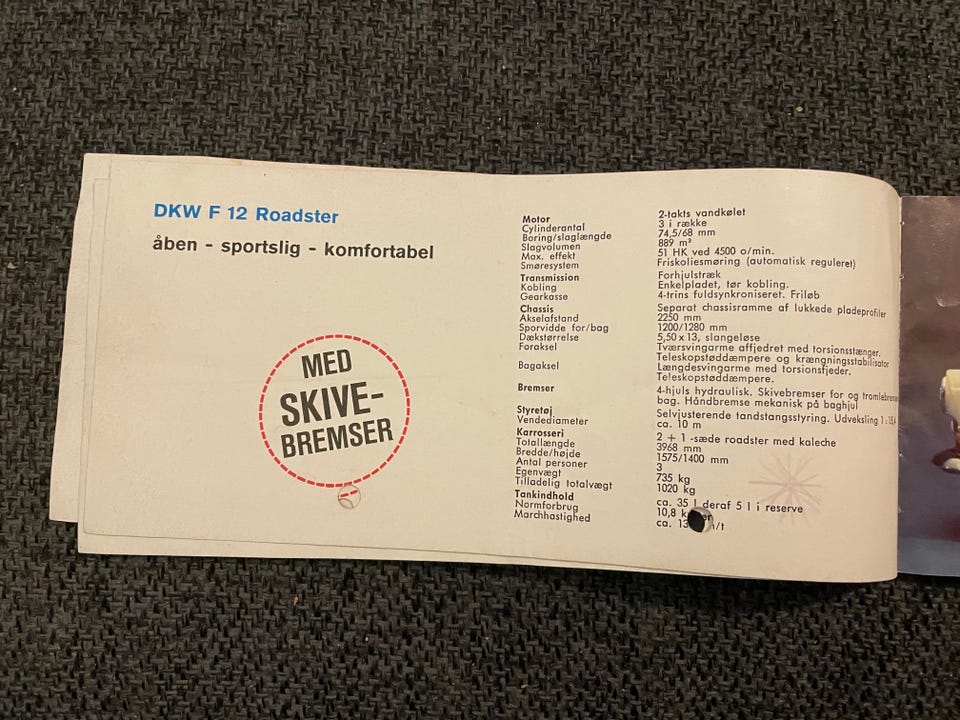 DKW F 12 Roadster
åben - sportslig - komfortabel
MED
SKIVE-
BREMSER
Motor 2-takts vandkølet
Cylinderantal 3 i række
Boring/slaglængde 74,5/68 mm
Slagvolumen 889 m³
Max. effekt 51 HK ved 4500 o/min.
Smøresystem Friskoliesmøring (automatisk reguleret)
Transmission Forhjulstræk
Kobling Enkelpladet, tør kobling.
Gearkasse 4-trins fuldsynkroniseret. Friløb
Chassis Separat chassisramme af lukkede pladeprofiler
Akselafstand 2250 mm
Sporvidde for/bag 1200/1280 mm
Dækstørrelse 5,50 x 13, slangeløse
Foraksel Tværsvingarme affjedret med torsionsstænger.
Teleskopstøddæmpere og krængningsstabilisator
Bagaksel Længdesvingarme med torsionsfjeder.
Teleskopstøddæmpere.
Bremser 4-hjuls hydraulisk. Skivebremser for og
bag. Håndbremse mekanisk på baghjul
Styretøj Selvjusterende tandstangsstyring. Udveksling
Vendediameter ca. 10 m
Karrosseri 2 + 1 -sæde roadster med kaleche
Totallængde 3968 mm
Bredde/højde 1575/1400 mm
Antal personer 3
Egenvægt 735 kg
Tilladelig totalvægt 1020 kg
Tankindhold ca. 35 l deraf 5 l i reserve
Normforbrug 10,8
Marchhastighed ca.